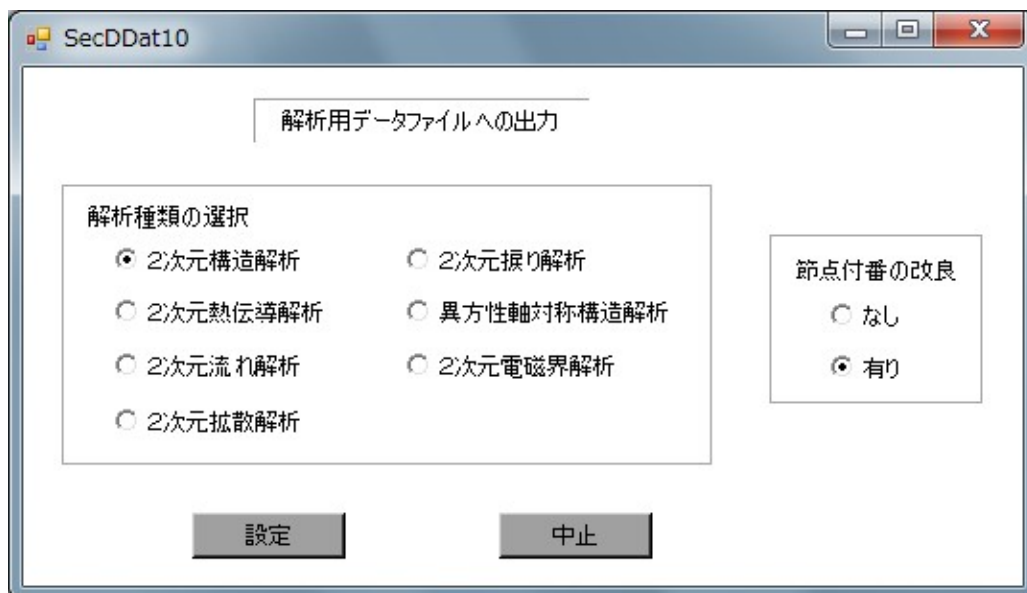 SecDDat10
解析用データファイルへの出力
解析種類の選択
2次元構造解析
2次元捩り解析
2次元熱伝導解析
異方性軸対称構造解析
2次元流れ解析
2次元電磁界解析
2次元拡散解析
節点付番の改良
なし
有り
設定
中止